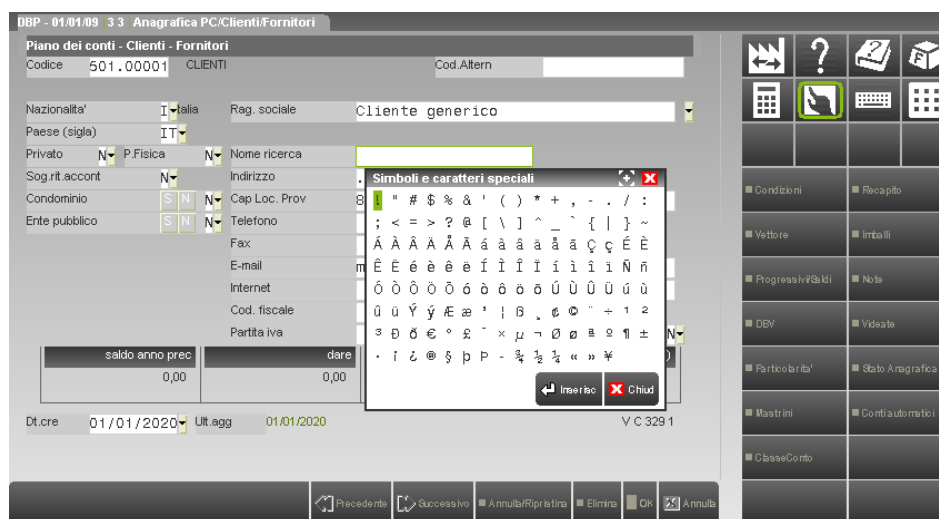 DBP - 01/01/09 3 3 Anagrafica PC/Clienti/Fornitori
Piano dei conti - Clienti - Fornitori
Codice 501.00001 CLIENTI Cod.Altern
Nazionalita' I talia Rag. sociale Cliente generico
Paese (sigla) IT
Privato N P.Fisica N Nome ricerca
Sog.rit.accont N Indirizzo .
Condominio S N N Cap Loc. Prov 8
Ente pubblico S N N Telefono
Fax
E-mail m
Internet
Cod. fiscale
Partita iva N
saldo anno prec dare
0,00 0,00
Dt.cre 01/01/2020 Ult.agg 01/01/2020 V C 329 1
Simboli e caratteri speciali
! " # $ % & ' ( ) * + , - . / :
; < = > ? @ [ \ ] ^ _ ` { | } ~
Á À Â Ä Å Ã á à â ä å ã Ç ç É È
Ê Ë é è ê ë Í Ì Î Ï í ì î ï Ñ ñ
Ó Ò Ô Ö Õ ó ò ô ö õ Ú Ù Û Ü ú ù
û ü Ý ý Æ æ ' ¦ ß ¸ ¢ © ¨ ÷ ¹ ²
³ Ð ð € ° £ ¯ × µ ¬ Ø ø ª º ¶ ±
· ¡ ¿ ® § þ Þ - ¾ ½ ¼ « » ¥
Inserisc Chiud
Condizioni Recapito
Vettore Imballi
Progressivi/Saldi Note
DBV Videate
Particolarita' Stato Anagrafica
Mastrini Contiautomatici
ClasseConto
Precedente Successivo Annulla/Ripristina Elimina Ok Annulla